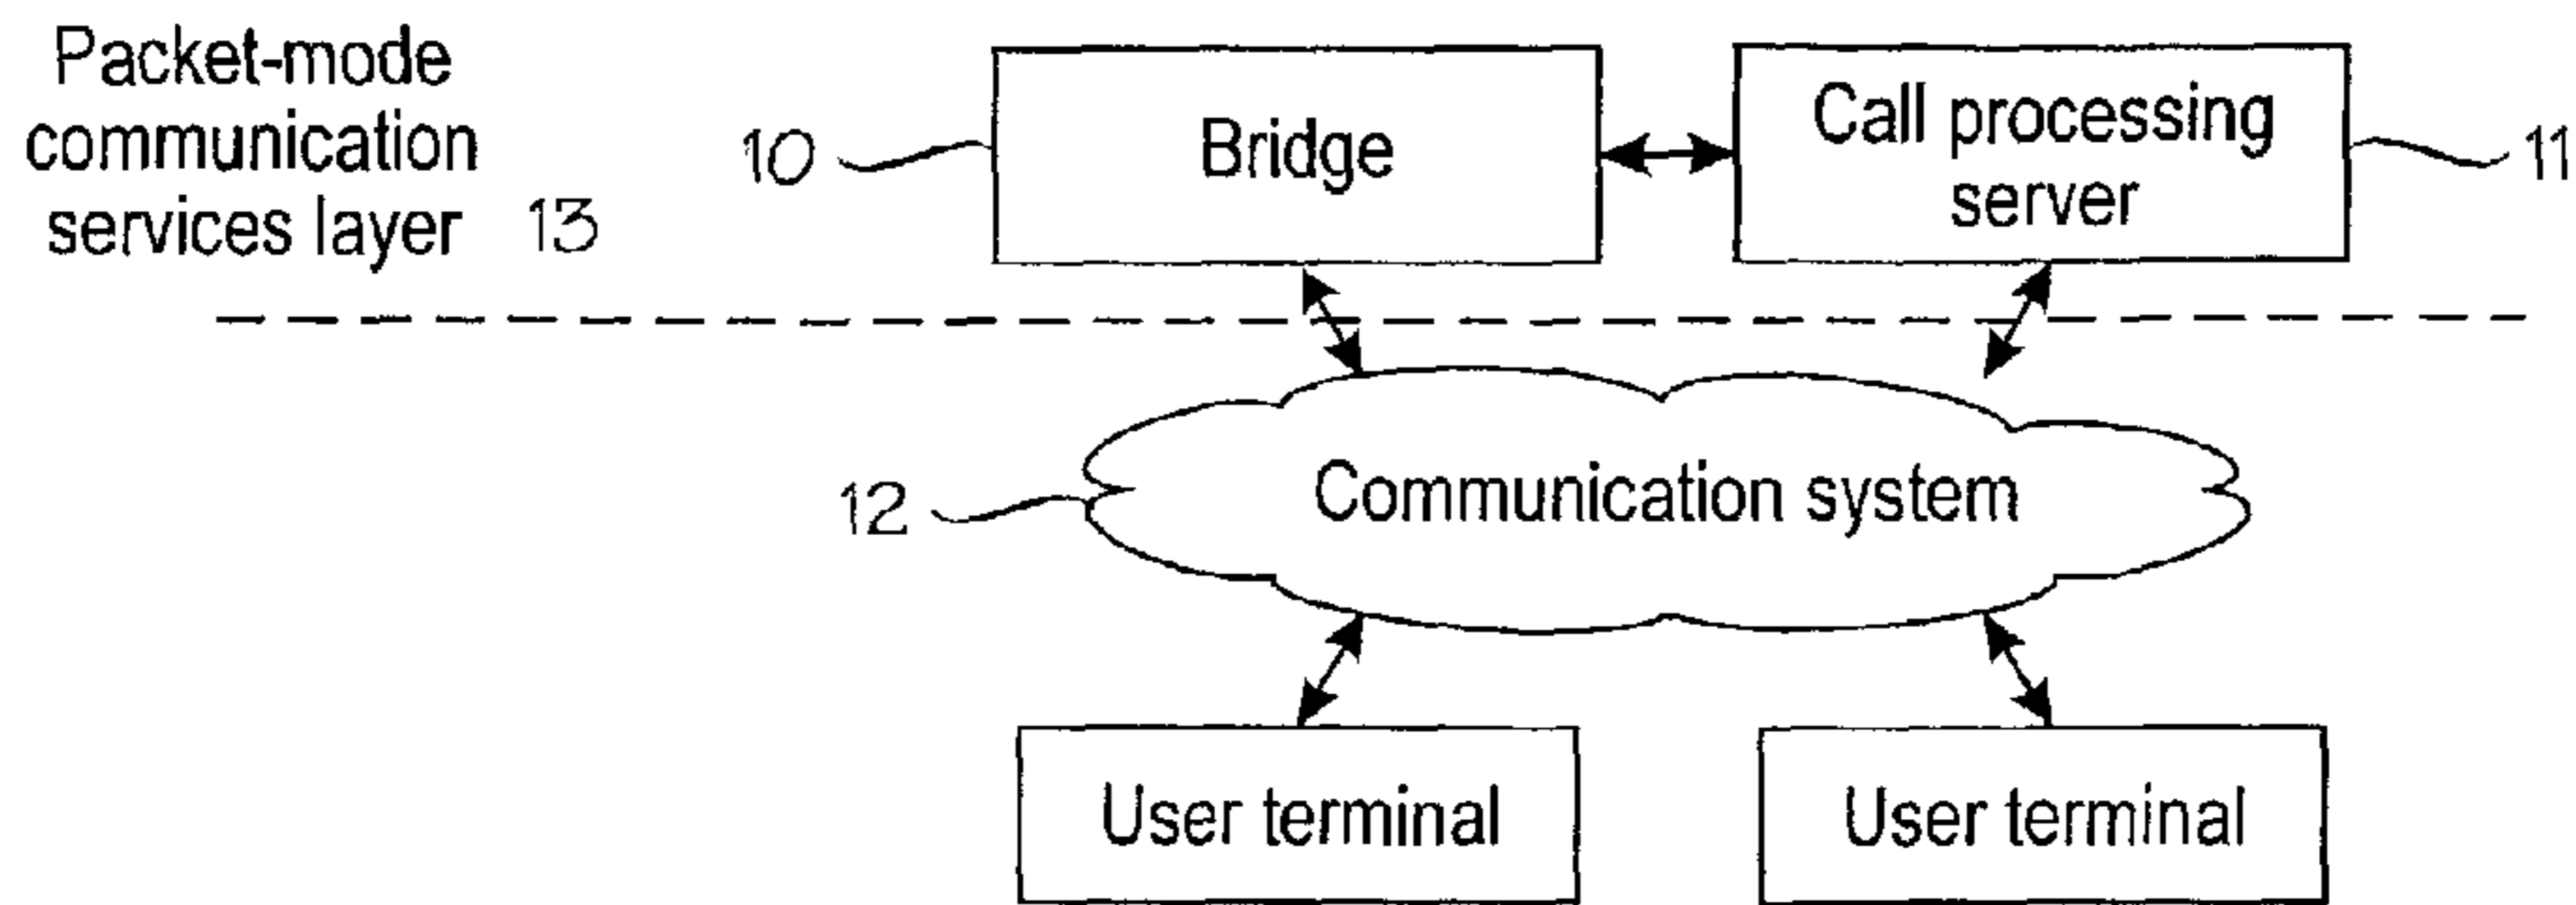 Packet-mode
communication
services layer 13
10
Bridge
Call processing
server
11
12
Communication system
User terminal
User terminal